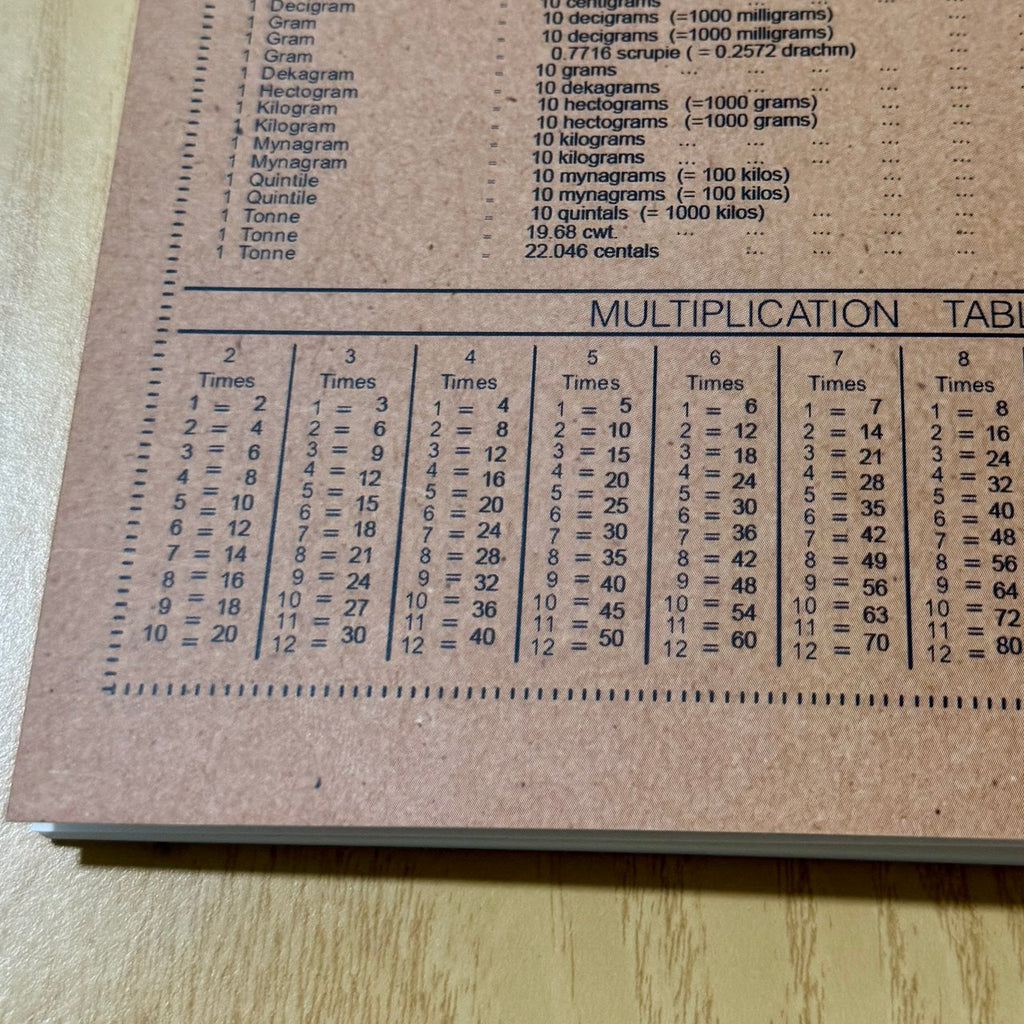 1 Decigram 10 centigrams ... ...
1 Gram = 10 decigrams (=1000 milligrams) ...
1 Gram = 10 decigrams (=1000 milligrams) ...
1 Gram = 0.7716 scrupie ( = 0.2572 drachm) ...
1 Dekagram = 10 grams ... ... ... ... ...
1 Hectogram = 10 dekagrams ... ... ... ...
1 Kilogram = 10 hectograms (=1000 grams) ... ...
1 Kilogram = 10 hectograms (=1000 grams) ... ...
1 Mynagram = 10 kilograms ... ... ... ... ...
1 Mynagram = 10 kilograms ... ... ... ... ...
1 Quintile = 10 mynagrams (= 100 kilos) ... ...
1 Quintile = 10 mynagrams (= 100 kilos) ... ...
1 Tonne = 10 quintals (= 1000 kilos) ... ... ...
1 Tonne = 19.68 cwt. ... ... ... ... ...
1 Tonne = 22.046 centals ... ... ... ...
MULTIPLICATION
2
Times
1 = 2
2 = 4
3 = 6
4 = 8
5 = 10
6 = 12
7 = 14
8 = 16
9 = 18
10 = 20
3
Times
1 = 3
2 = 6
3 = 9
4 = 12
5 =
6 = 15
7 = 18
8 = 21
9 = 24
10 =
11 = 27
12 = 30
4
Times
1 = 4
2 = 8
3 = 12
4 = 16
5 =
6 = 20
7 = 24
8 = 28
9 = 32
10 =
11 = 36
12 = 40
5
Times
1 = 5
2 = 10
3 = 15
4 = 20
5 =
6 = 25
7 = 30
8 = 35
9 = 40
10 =
11 = 45
12 = 50
6
Times
1 = 6
2 = 12
3 = 18
4 = 24
5 =
6 = 30
7 = 36
8 = 42
9 = 48
10 =
11 = 54
12 = 60
7
Times
1 = 7
2 = 14
3 = 21
4 = 28
5 =
6 = 35
7 = 42
8 = 49
9 = 56
10 =
11 = 63
12 = 70
8
Times
1 = 8
2 = 16
3 = 24
4 = 32
5 =
6 = 40
7 = 48
8 = 56
9 = 64
10 =
11 = 72
12 = 80